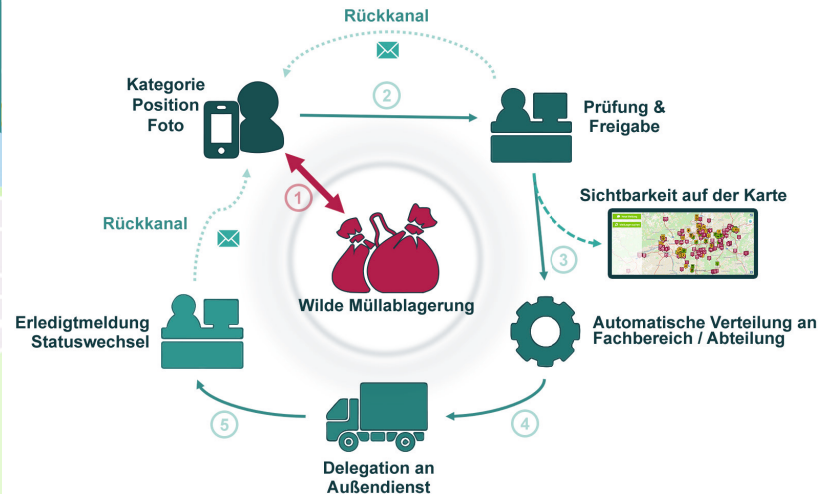 Rückkanal
Kategorie
Position
Foto
2
Prüfung &
Freigabe
1
Sichtbarkeit auf der Karte
Rückkanal
3
Wilde Müllablagerung
Erledigtmeldung
Statuswechsel
Automatische Verteilung an
Fachbereich / Abteilung
5
4
Delegation an
Außendienst